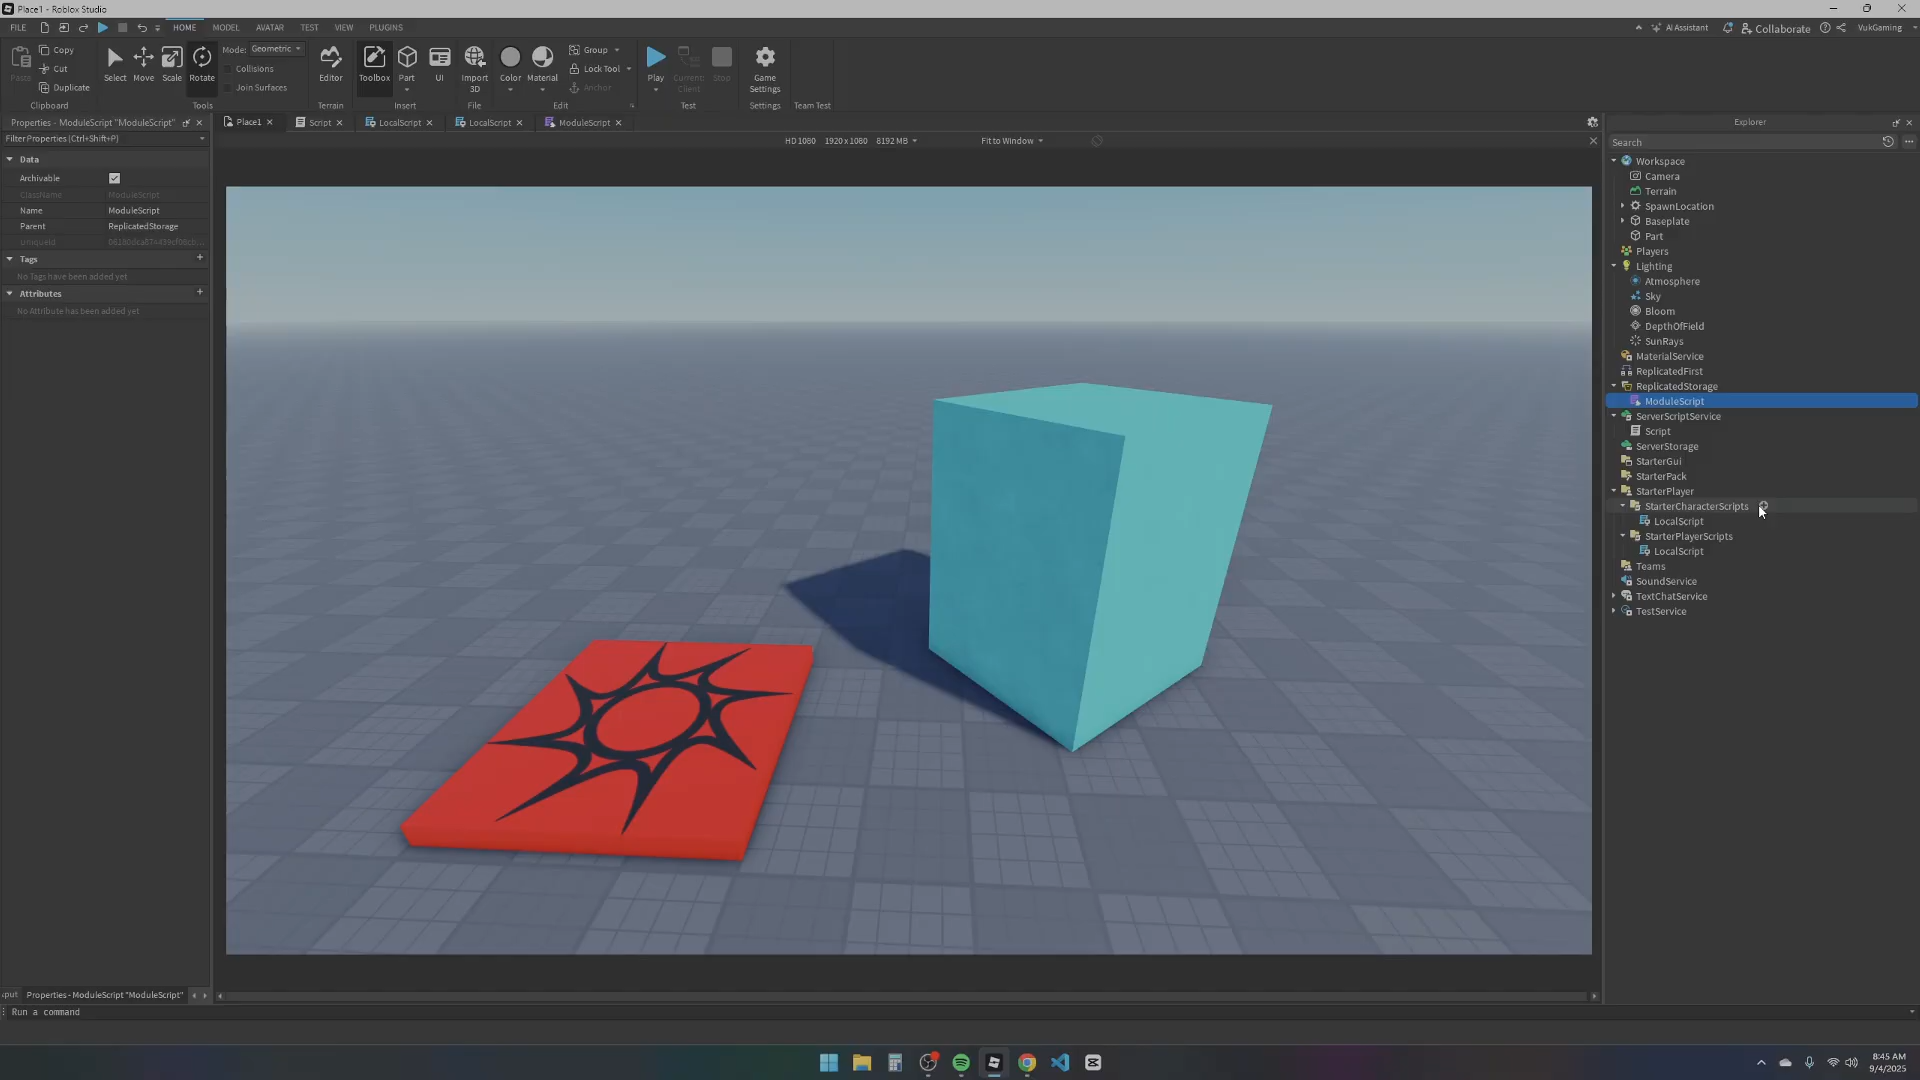 Place1 - Roblox Studio
FILE
HOME
MODEL
AVATAR
TEST
VIEW
PLUGINS
AI Assistant
Collaborate
VukGaming
Paste
Copy
Cut
Duplicate
Clipboard
Select
Move
Scale
Rotate
Mode: Geometric
Collisions
Join Surfaces
Tools
Editor
Terrain
Toolbox
Part
UI
Insert
Import 3D
File
Color
Material
Group
Lock Tool
Anchor
Edit
Play
Current Client
Stop
Test
Game Settings
Settings
Team Test
Properties - ModuleScript "ModuleScript"
Filter Properties (Ctrl+Shift+P)
Data
Archivable
ClassName ModuleScript
Name ModuleScript
Parent ReplicatedStorage
UniqueId
Tags
No Tags have been added yet
Attributes
No Attribute has been added yet
Place1
Script
LocalScript
LocalScript
ModuleScript
HD 1080 1920 x 1080 8192 MB
Fit to Window
Explorer
Search
Workspace
Camera
Terrain
SpawnLocation
Baseplate
Part
Players
Lighting
Atmosphere
Sky
Bloom
DepthOfField
SunRays
MaterialService
ReplicatedFirst
ReplicatedStorage
ModuleScript
ServerScriptService
Script
ServerStorage
StarterGui
StarterPack
StarterPlayer
StarterCharacterScripts
LocalScript
StarterPlayerScripts
LocalScript
Teams
SoundService
TextChatService
TestService
Properties - ModuleScript "ModuleScript"
Run a command
8:45 AM
9/4/2025